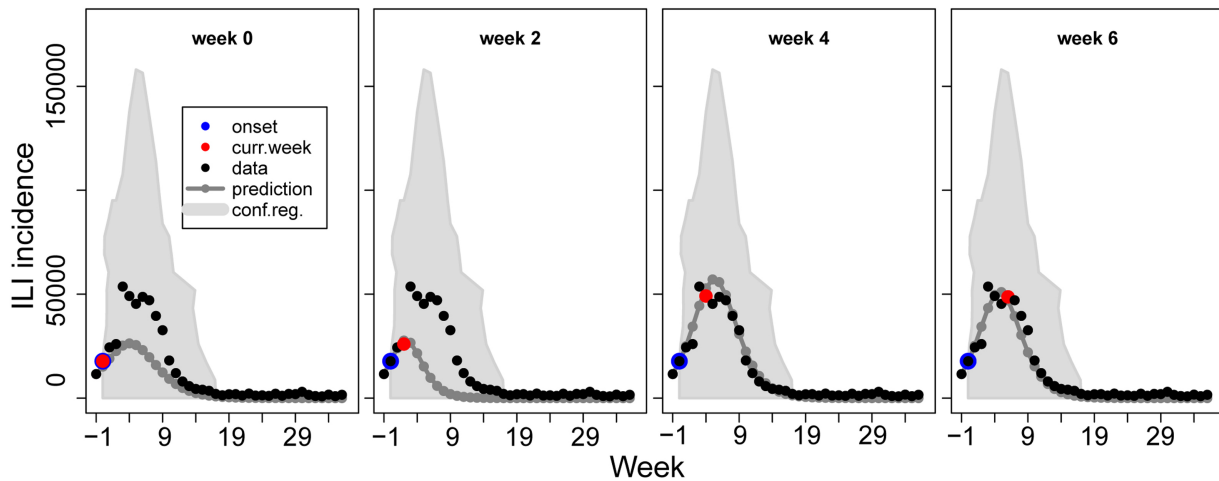 week 0
week 2
week 4
week 6
onset
curr.week
data
prediction
conf.reg.
ILI incidence
0
50000
150000
−1 9 19 29
−1 9 19 29
−1 9 19 29
−1 9 19 29
Week